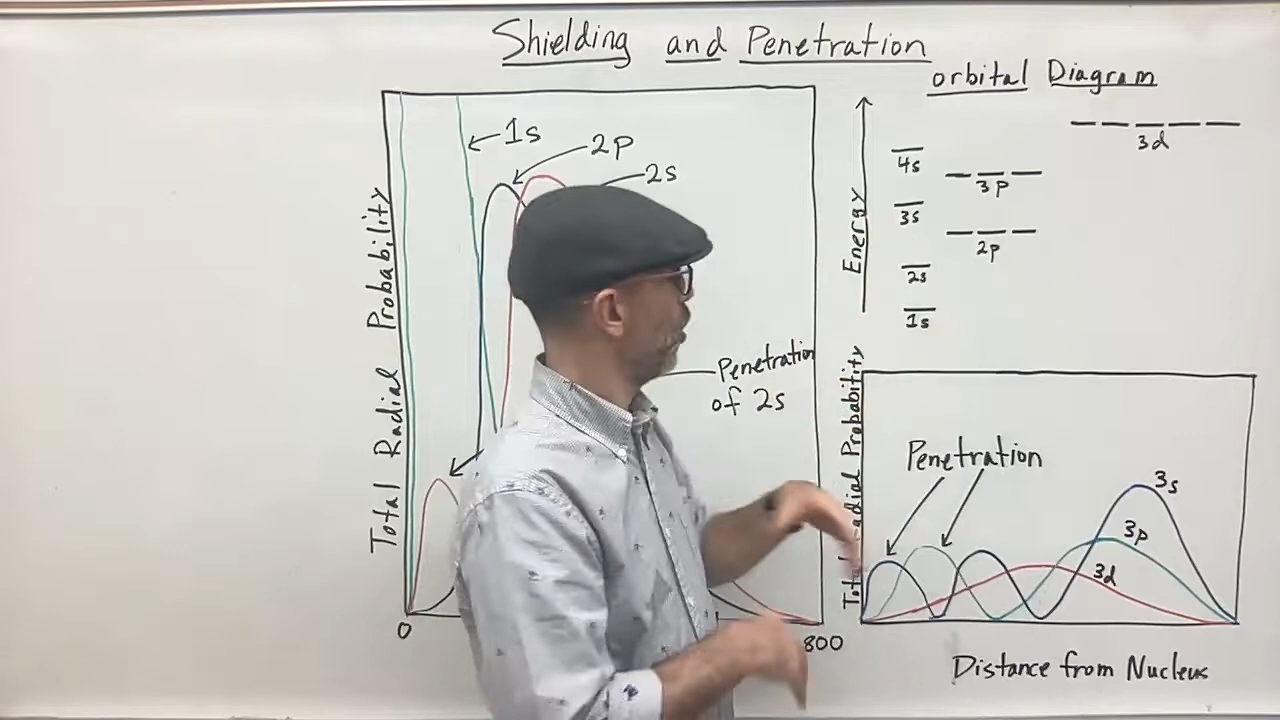 Shielding and Penetration
orbital Diagram
1s
2p
2s
Total Radial Probability
Penetration
of 2s
0
800
Energy
4s
3s
2s
1s
3p
2p
3d
Probability
Penetration
3s
3p
3d
Distance from Nucleus